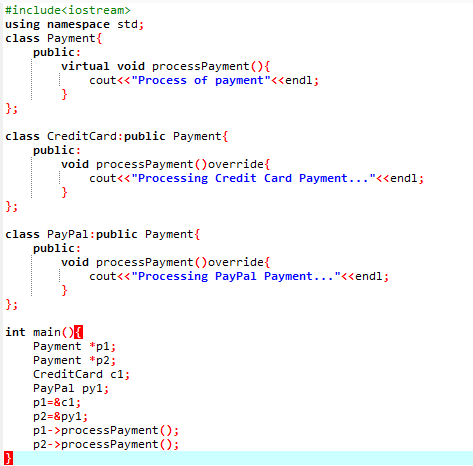 #include<iostream>
using namespace std;
class Payment{
    public:
        virtual void processPayment(){
            cout<<"Process of payment"<<endl;
        }
};

class CreditCard:public Payment{
    public:
        void processPayment()override{
            cout<<"Processing Credit Card Payment..."<<endl;
        }
};

class PayPal:public Payment{
    public:
        void processPayment()override{
            cout<<"Processing PayPal Payment..."<<endl;
        }
};

int main(){
    Payment *p1;
    Payment *p2;
    CreditCard c1;
    PayPal py1;
    p1=&c1;
    p2=&py1;
    p1->processPayment();
    p2->processPayment();
}